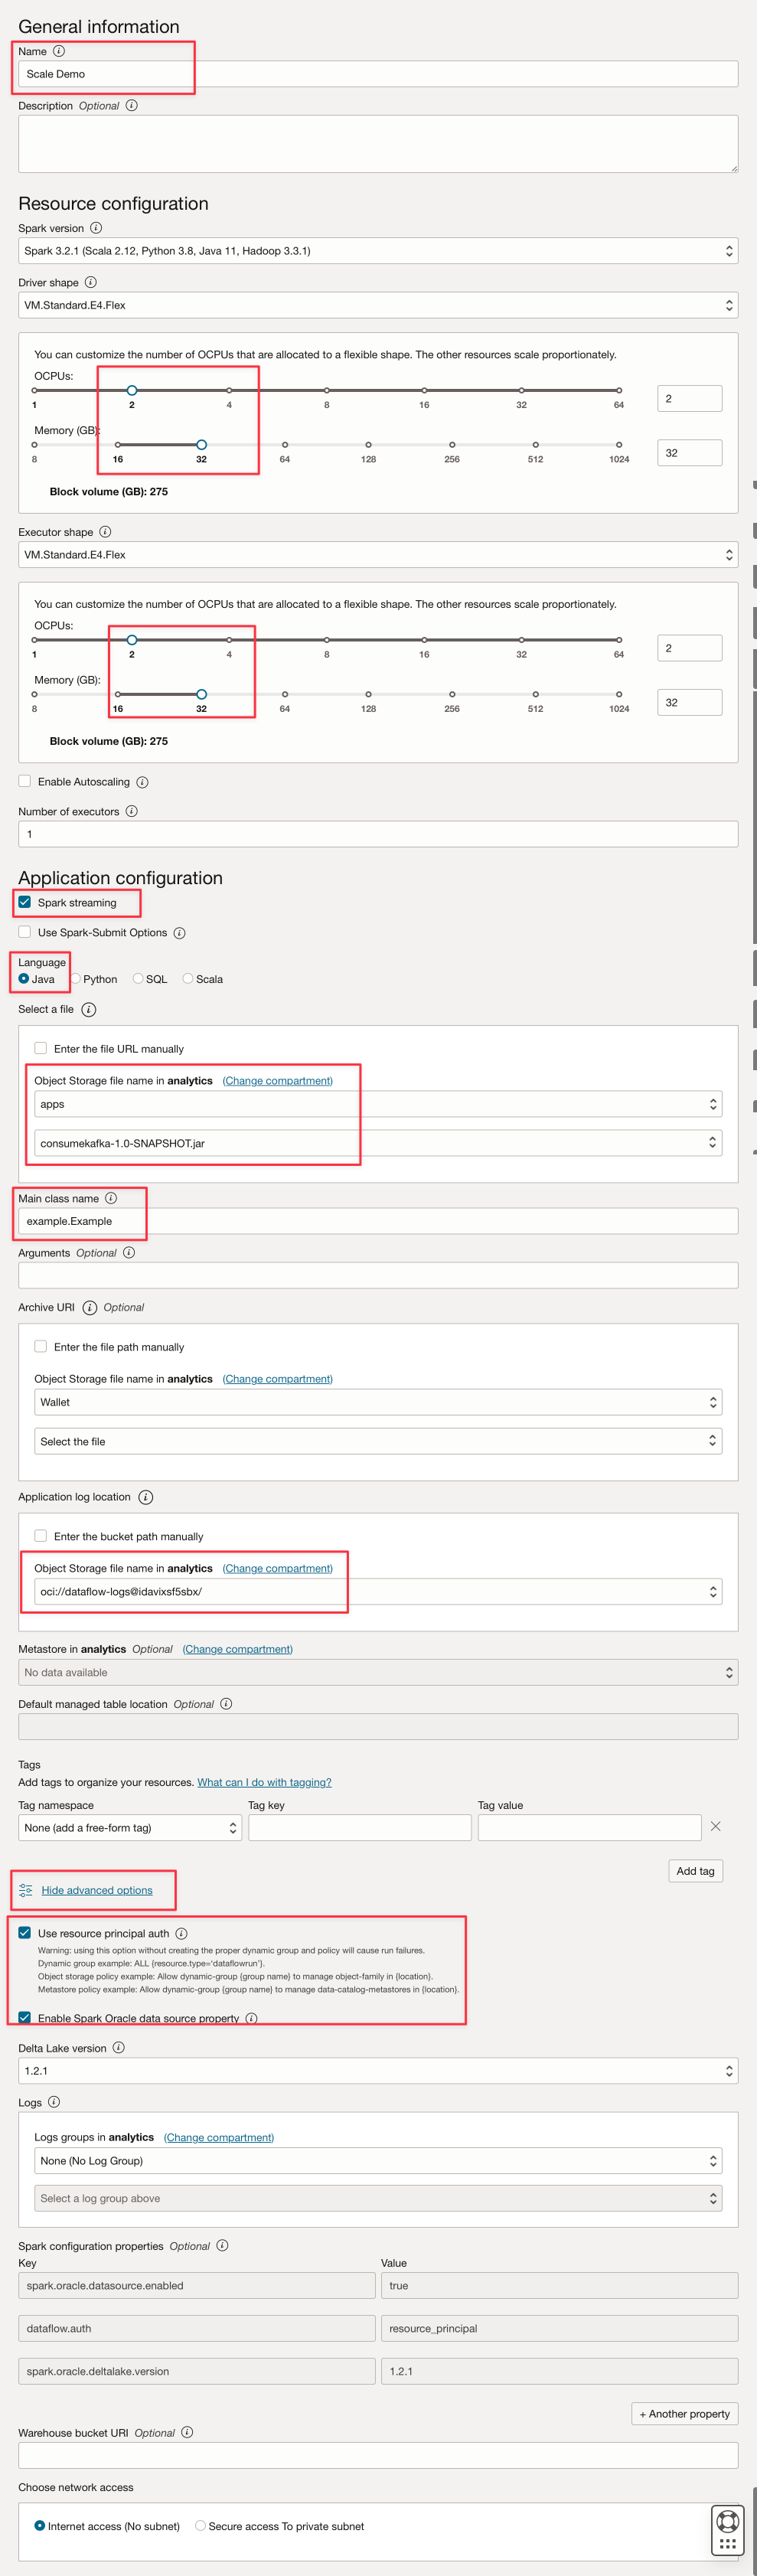 General information
Name
Scale Demo
Description Optional
Resource configuration
Spark version
Spark 3.2.1 (Scala 2.12, Python 3.8, Java 11, Hadoop 3.3.1)
Driver shape
VM.Standard.E4.Flex
You can customize the number of OCPUs that are allocated to a flexible shape. The other resources scale proportionately.
OCPUs:
2
1 2 4 8 16 32 64
Memory (GB):
32
8 16 32 64 128 256 512 1024
Block volume (GB): 275
Executor shape
VM.Standard.E4.Flex
You can customize the number of OCPUs that are allocated to a flexible shape. The other resources scale proportionately.
OCPUs:
2
1 2 4 8 16 32 64
Memory (GB):
32
8 16 32 64 128 256 512 1024
Block volume (GB): 275
Enable Autoscaling
Number of executors
1
Application configuration
Spark streaming
Use Spark-Submit Options
Language
Java Python SQL Scala
Select a file
Enter the file URL manually
Object Storage file name in analytics (Change compartment)
apps
consumekafka-1.0-SNAPSHOT.jar
Main class name
example.Example
Arguments Optional
Archive URI Optional
Enter the file path manually
Object Storage file name in analytics (Change compartment)
Wallet
Select the file
Application log location
Enter the bucket path manually
Object Storage file name in analytics (Change compartment)
oci://dataflow-logs@idavixsf5sbx/
Metastore in analytics Optional (Change compartment)
No data available
Default managed table location Optional
Tags
Add tags to organize your resources. What can I do with tagging?
Tag namespace Tag key Tag value
None (add a free-form tag)
Add tag
Hide advanced options
Use resource principal auth
Warning: using this option without creating the proper dynamic group and policy will cause run failures.
Dynamic group example: ALL {resource.type='dataflowrun'}.
Object storage policy example: Allow dynamic-group {group name} to manage object-family in {location}.
Metastore policy example: Allow dynamic-group {group name} to manage data-catalog-metastores in {location}.
Enable Spark Oracle data source property
Delta Lake version
1.2.1
Logs
Logs groups in analytics (Change compartment)
None (No Log Group)
Select a log group above
Spark configuration properties Optional
Key Value
spark.oracle.datasource.enabled true
dataflow.auth resource_principal
spark.oracle.deltalake.version 1.2.1
+ Another property
Warehouse bucket URI Optional
Choose network access
Internet access (No subnet) Secure access To private subnet